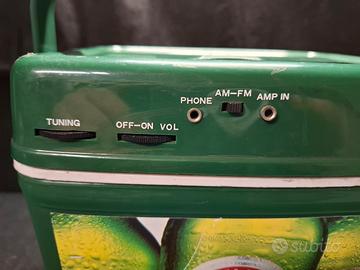 PHONE AM-FM AMP IN
TUNING OFF-ON VOL
subito